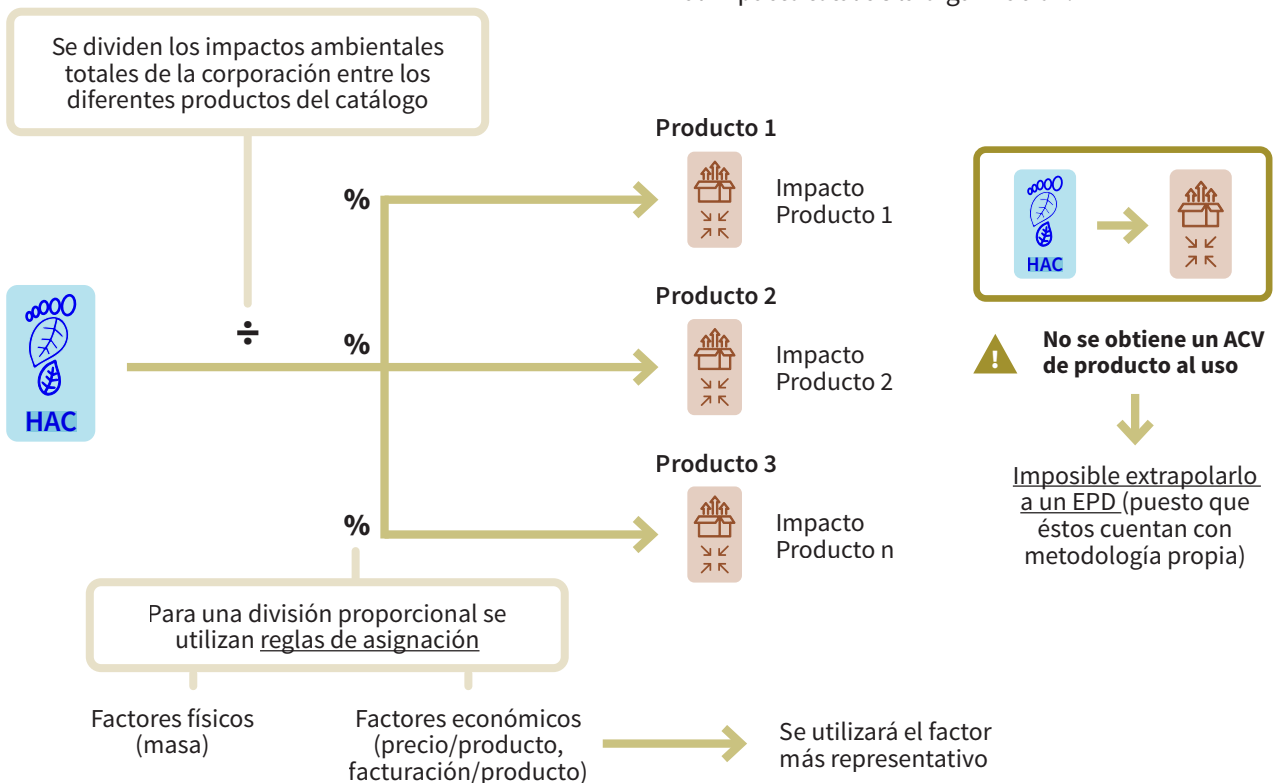 Se dividen los impactos ambientales
totales de la corporación entre los
diferentes productos del catálogo
÷
HAC
%
%
%
Producto 1
Impacto
Producto 1
Producto 2
Impacto
Producto 2
Producto 3
Impacto
Producto n
HAC
!
No se obtiene un ACV
de producto al uso
Imposible extrapolarlo
a un EPD (puesto que
éstos cuentan con
metodología propia)
Para una división proporcional se
utilizan reglas de asignación
Factores físicos
(masa)
Factores económicos
(precio/producto,
facturación/producto)
Se utilizará el factor
más representativo